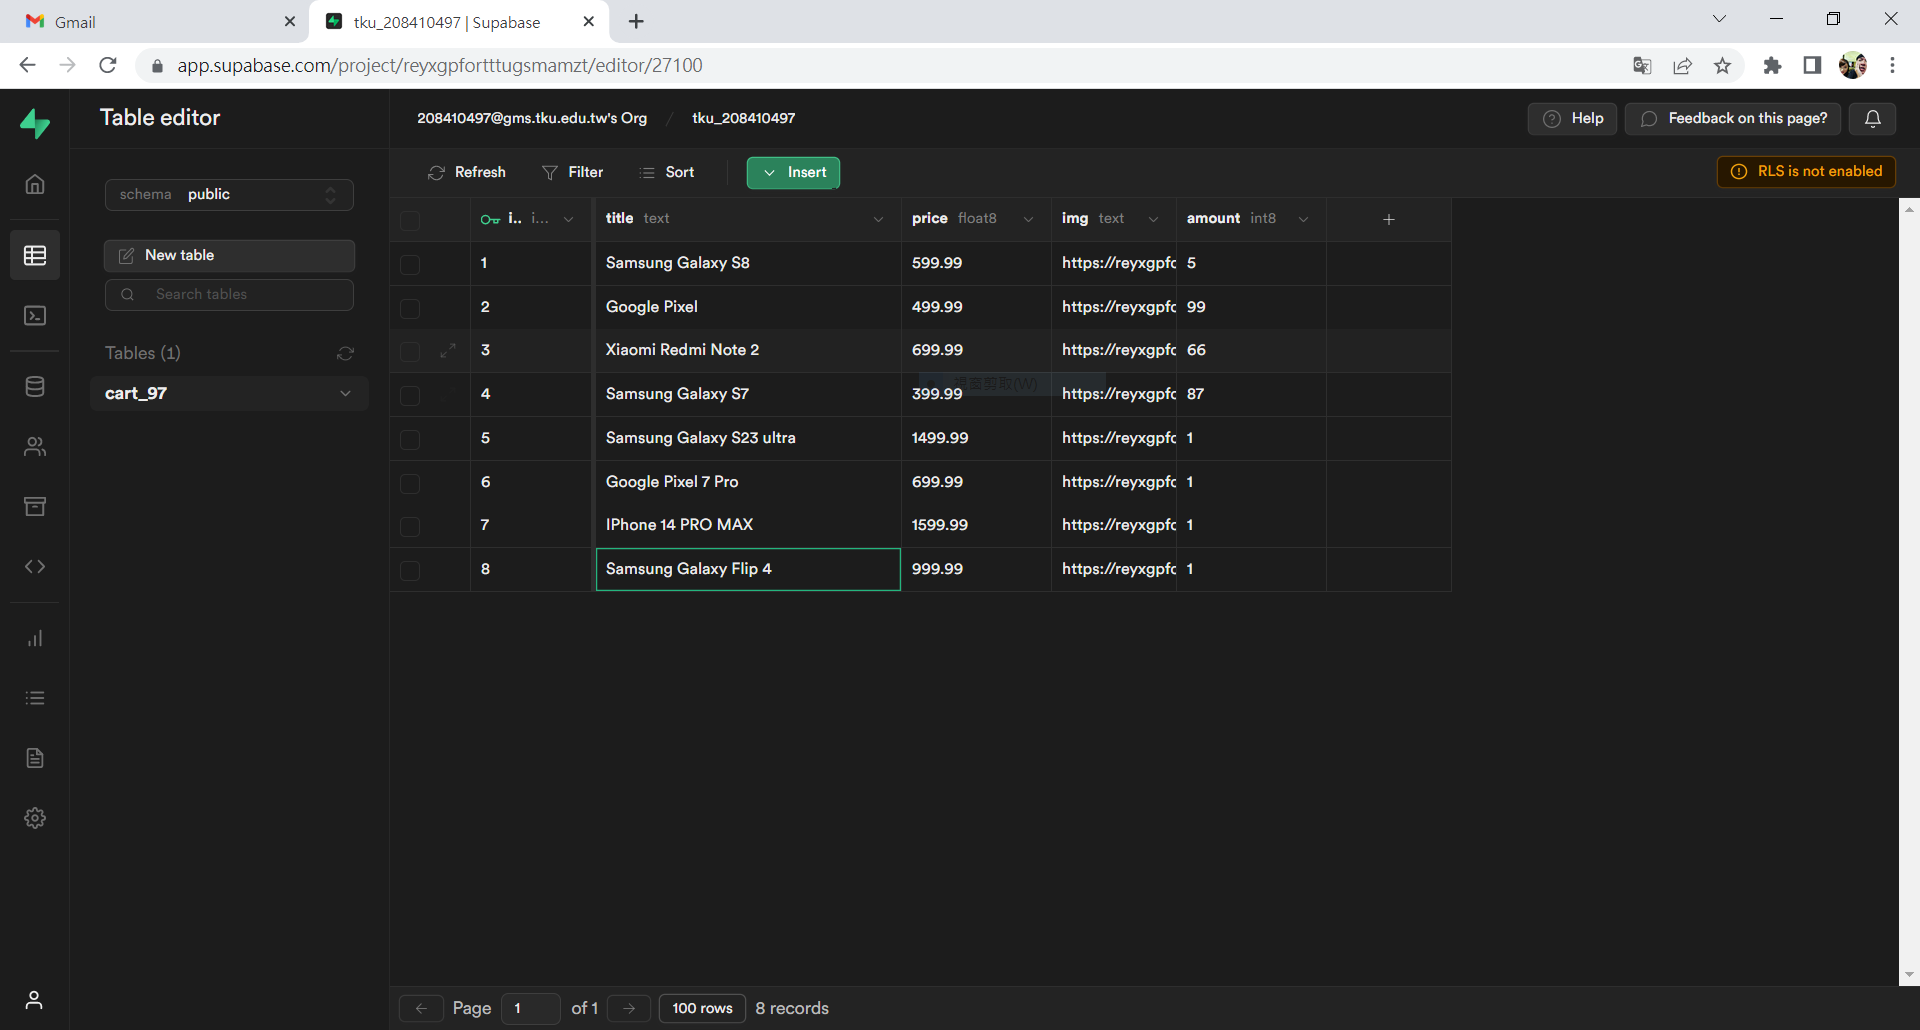 Gmail
tku_208410497 | Supabase
app.supabase.com/project/reyxgpfortttugsmamzt/editor/27100
Table editor
208410497@gms.tku.edu.tw's Org / tku_208410497
Help
Feedback on this page?
schema public
Refresh Filter Sort Insert
RLS is not enabled
i.. i... title text price float8 img text amount int8 +
New table
Search tables
Tables (1)
cart_97
1 Samsung Galaxy S8 599.99 https://reyxgpfc 5
2 Google Pixel 499.99 https://reyxgpfc 99
3 Xiaomi Redmi Note 2 699.99 https://reyxgpfc 66
視窗剪取(W)
4 Samsung Galaxy S7 399.99 https://reyxgpfc 87
5 Samsung Galaxy S23 ultra 1499.99 https://reyxgpfc 1
6 Google Pixel 7 Pro 699.99 https://reyxgpfc 1
7 IPhone 14 PRO MAX 1599.99 https://reyxgpfc 1
8 Samsung Galaxy Flip 4 999.99 https://reyxgpfc 1
Page 1 of 1 100 rows 8 records